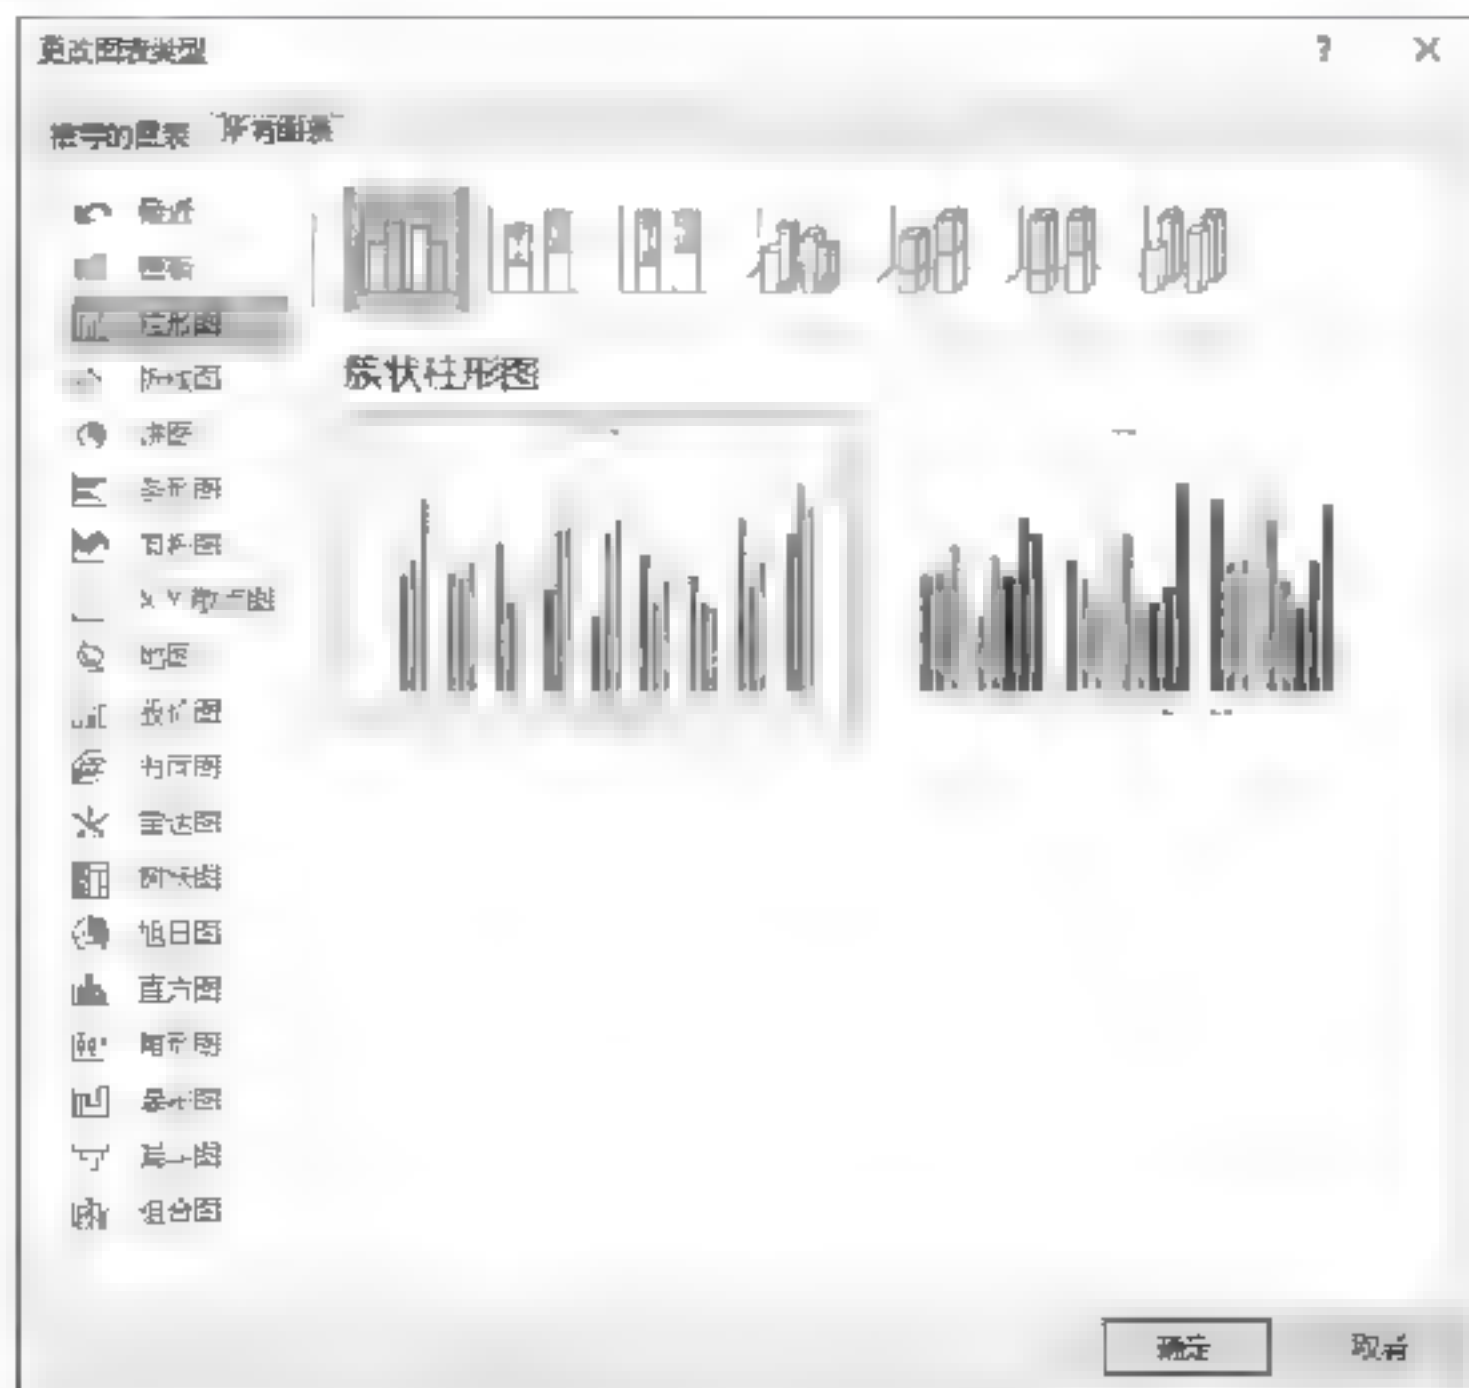 更改图表类型
推荐的图表 所有图表
最近
模板
柱形图
折线图
饼图
条形图
面积图
X Y 散点图
股价图
曲面图
雷达图
树状图
旭日图
直方图
箱形图
瀑布图
漏斗图
组合图
簇状柱形图
确定
取消